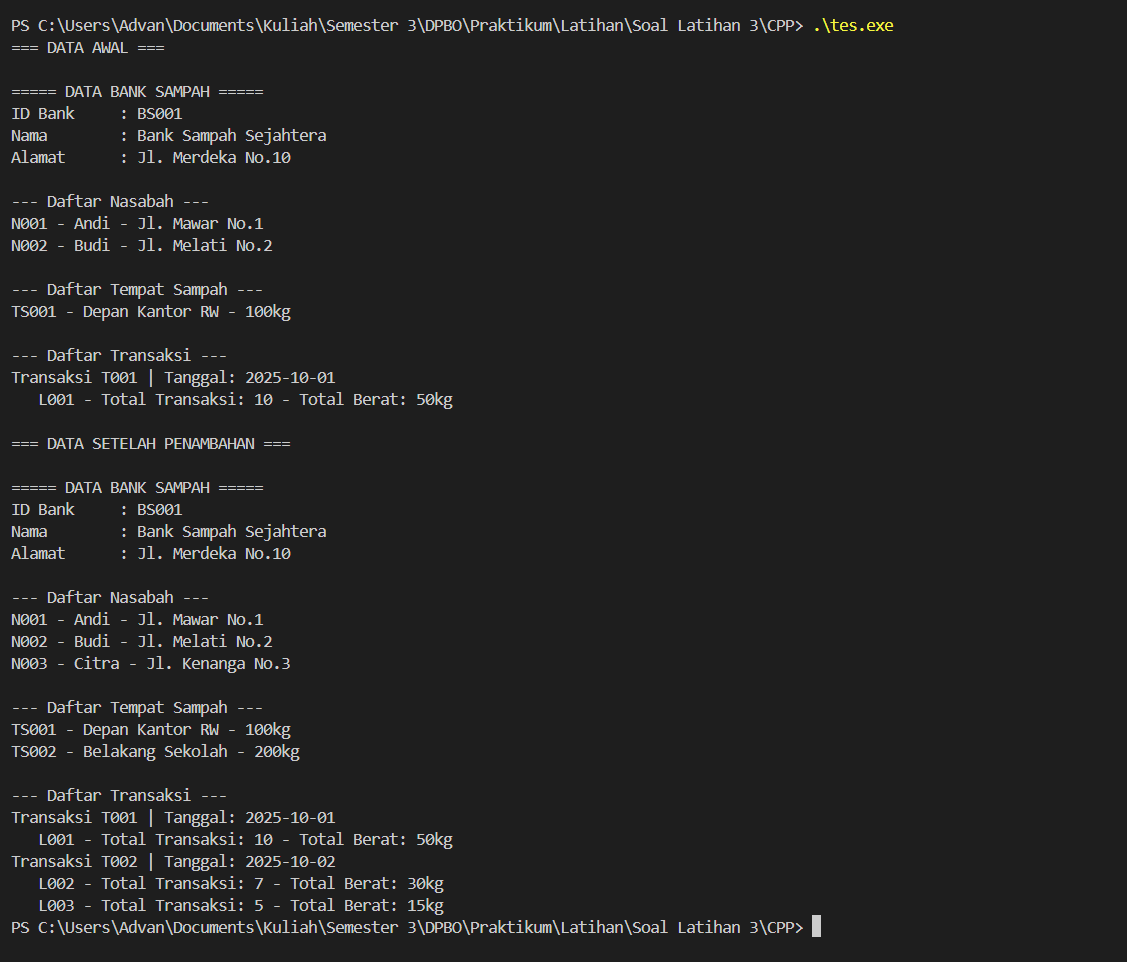 PS C:\Users\Advan\Documents\Kuliah\Semester 3\DPBO\Praktikum\Latihan\Soal Latihan 3\CPP> .\tes.exe
=== DATA AWAL ===

===== DATA BANK SAMPAH =====
ID Bank     : BS001
Nama        : Bank Sampah Sejahtera
Alamat      : Jl. Merdeka No.10

--- Daftar Nasabah ---
N001 - Andi - Jl. Mawar No.1
N002 - Budi - Jl. Melati No.2

--- Daftar Tempat Sampah ---
TS001 - Depan Kantor RW - 100kg

--- Daftar Transaksi ---
Transaksi T001 | Tanggal: 2025-10-01
   L001 - Total Transaksi: 10 - Total Berat: 50kg

=== DATA SETELAH PENAMBAHAN ===

===== DATA BANK SAMPAH =====
ID Bank     : BS001
Nama        : Bank Sampah Sejahtera
Alamat      : Jl. Merdeka No.10

--- Daftar Nasabah ---
N001 - Andi - Jl. Mawar No.1
N002 - Budi - Jl. Melati No.2
N003 - Citra - Jl. Kenanga No.3

--- Daftar Tempat Sampah ---
TS001 - Depan Kantor RW - 100kg
TS002 - Belakang Sekolah - 200kg

--- Daftar Transaksi ---
Transaksi T001 | Tanggal: 2025-10-01
   L001 - Total Transaksi: 10 - Total Berat: 50kg
Transaksi T002 | Tanggal: 2025-10-02
   L002 - Total Transaksi: 7 - Total Berat: 30kg
   L003 - Total Transaksi: 5 - Total Berat: 15kg
PS C:\Users\Advan\Documents\Kuliah\Semester 3\DPBO\Praktikum\Latihan\Soal Latihan 3\CPP>